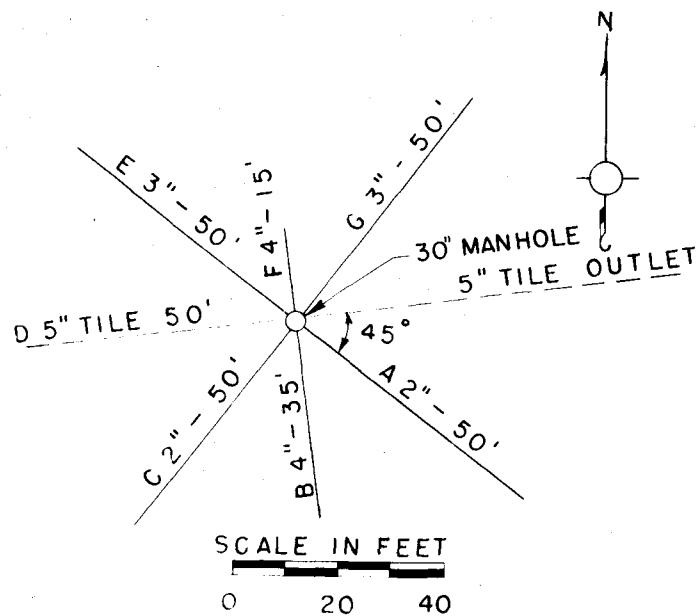 N
E 3" - 50'
F 4" - 15'
G 3" - 50'
30" MANHOLE
5" TILE OUTLET
D 5" TILE 50'
45°
A 2" - 50'
C 2" - 50'
B 4" - 35'
SCALE IN FEET
0 20 40